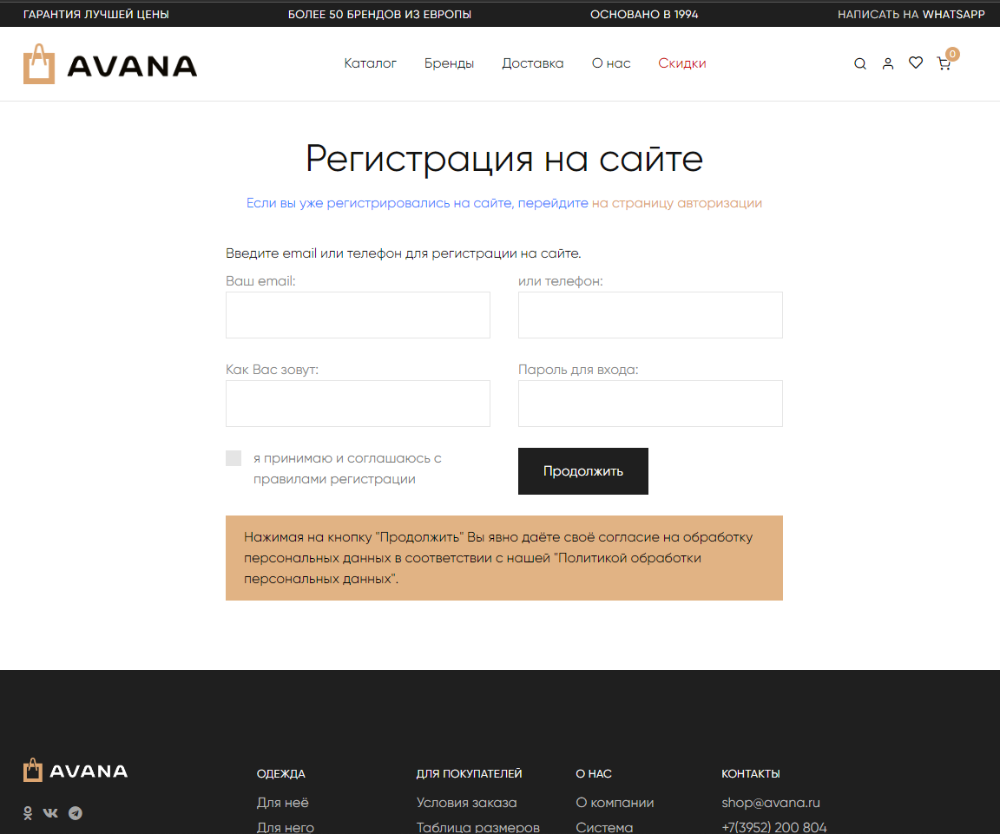 ГАРАНТИЯ ЛУЧШЕЙ ЦЕНЫ
БОЛЕЕ 50 БРЕНДОВ ИЗ ЕВРОПЫ
ОСНОВАНО В 1994
НАПИСАТЬ НА WHATSAPP
AVANA
Каталог
Бренды
Доставка
О нас
Скидки
0
Регистрация на сайте
Если вы уже регистрировались на сайте, перейдите на страницу авторизации
Введите email или телефон для регистрации на сайте.
Ваш email:
или телефон:
Как Вас зовут:
Пароль для входа:
я принимаю и соглашаюсь с
правилами регистрации
Продолжить
Нажимая на кнопку "Продолжить" Вы явно даёте своё согласие на обработку
персональных данных в соответствии с нашей "Политикой обработки
персональных данных".
AVANA
ОДЕЖДА
Для неё
Для него
ДЛЯ ПОКУПАТЕЛЕЙ
Условия заказа
Таблица размеров
О НАС
О компании
Система
КОНТАКТЫ
shop@avana.ru
+7(3952) 200 804